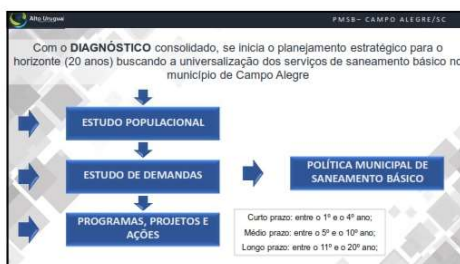 Alto Uruguai
PMSB– CAMPO ALEGRE/SC
Com o DIAGNÓSTICO consolidado, se inicia o planejamento estratégico para o
horizonte (20 anos) buscando a universalização dos serviços de saneamento básico no
município de Campo Alegre
ESTUDO POPULACIONAL
ESTUDO DE DEMANDAS
POLÍTICA MUNICIPAL DE
SANEAMENTO BÁSICO
PROGRAMAS, PROJETOS E
AÇÕES
Curto prazo: entre o 1º e o 4º ano;
Médio prazo: entre o 5º e o 10º ano;
Longo prazo: entre o 11º e o 20º ano;